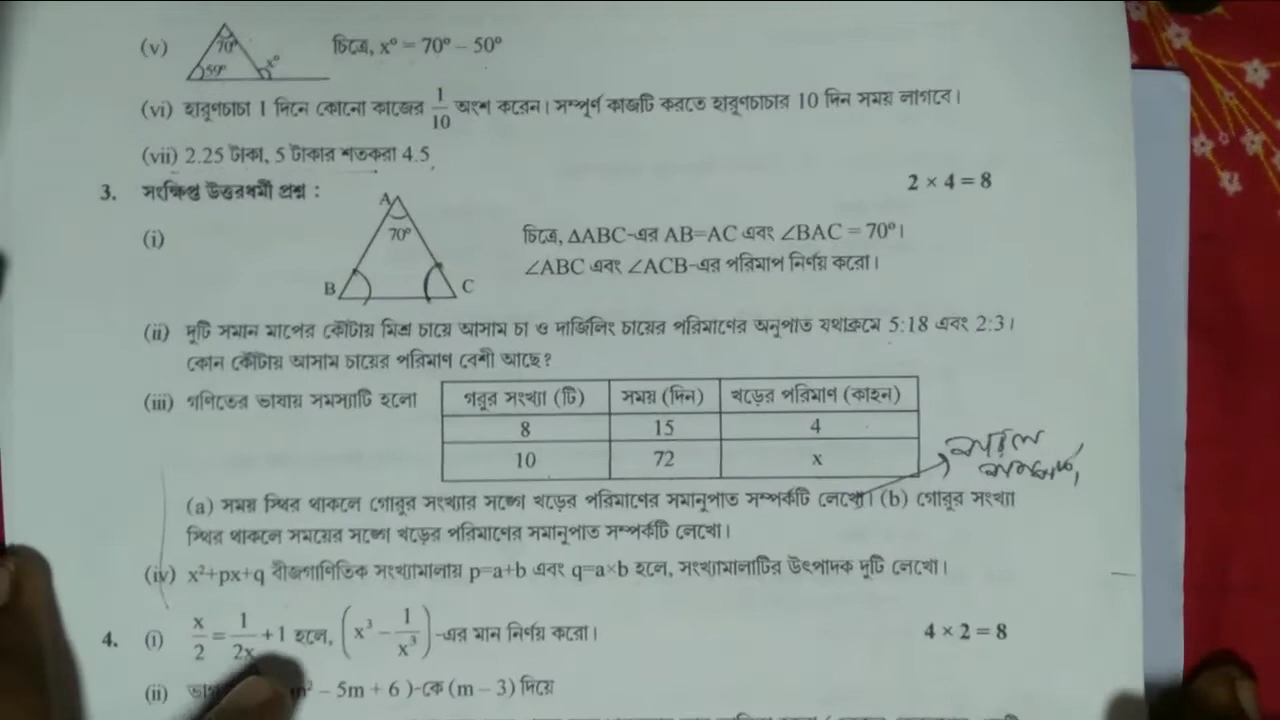 (v) 70° 50° x° চিত্রে, x° = 70° – 50°
(vi) হারুণচাচা 1 দিনে কোনো কাজের 1/10 অংশ করেন। সম্পূর্ণ কাজটি করতে হারুণচাচার 10 দিন সময় লাগবে।
(vii) 2.25 টাকা, 5 টাকার শতকরা 4.5
3. সংক্ষিপ্ত উত্তরধর্মী প্রশ্ন : 2 × 4 = 8
A
70°
B C
(i) চিত্রে, ΔABC-এর AB=AC এবং ∠BAC = 70°।
∠ABC এবং ∠ACB-এর পরিমাপ নির্ণয় করো।
(ii) দুটি সমান মাপের কৌটায় মিশ্র চায়ে আসাম চা ও দার্জিলিং চায়ের পরিমাণের অনুপাত যথাক্রমে 5:18 এবং 2:3।
কোন কৌটায় আসাম চায়ের পরিমাণ বেশী আছে?
(iii) গণিতের ভাষায় সমস্যাটি হলো
গরুর সংখ্যা (টি) সময় (দিন) খড়ের পরিমাণ (কাহন)
8 15 4
10 72 x
সরল
(a) সময় স্থির থাকলে গোরুর সংখ্যার সঙ্গে খড়ের পরিমাণের সমানুপাত সম্পর্কটি লেখো। (b) গোরুর সংখ্যা
স্থির থাকলে সময়ের সঙ্গে খড়ের পরিমাণের সমানুপাত সম্পর্কটি লেখো।
(iv) x²+px+q বীজগাণিতিক সংখ্যামালায় p=a+b এবং q=a×b হলে, সংখ্যামালাটির উৎপাদক দুটি লেখো।
4. (i) x/2 = 1/2x + 1 হলে, (x³ – 1/x³)-এর মান নির্ণয় করো। 4 × 2 = 8
(ii) – 5m + 6 )-কে (m – 3) দিয়ে